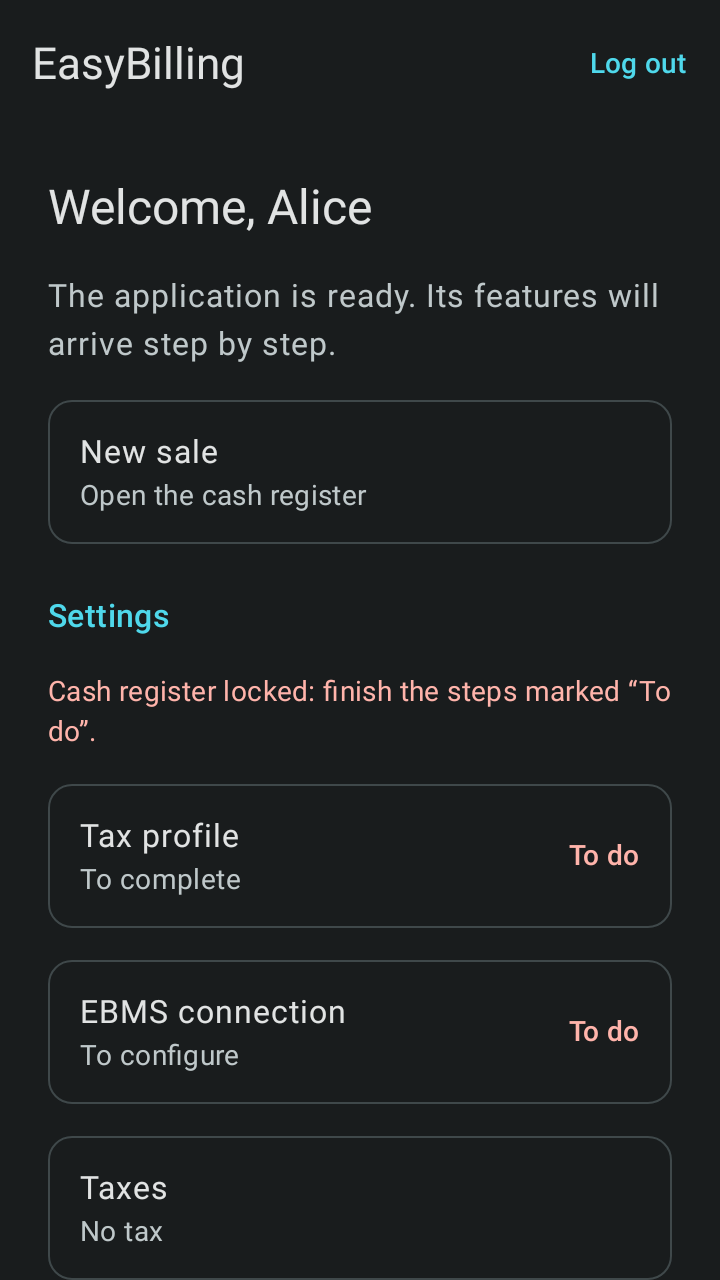 EasyBilling
Log out
Welcome, Alice
The application is ready. Its features will
arrive step by step.
New sale
Open the cash register
Settings
Cash register locked: finish the steps marked “To
do”.
Tax profile
To complete
To do
EBMS connection
To configure
To do
Taxes
No tax